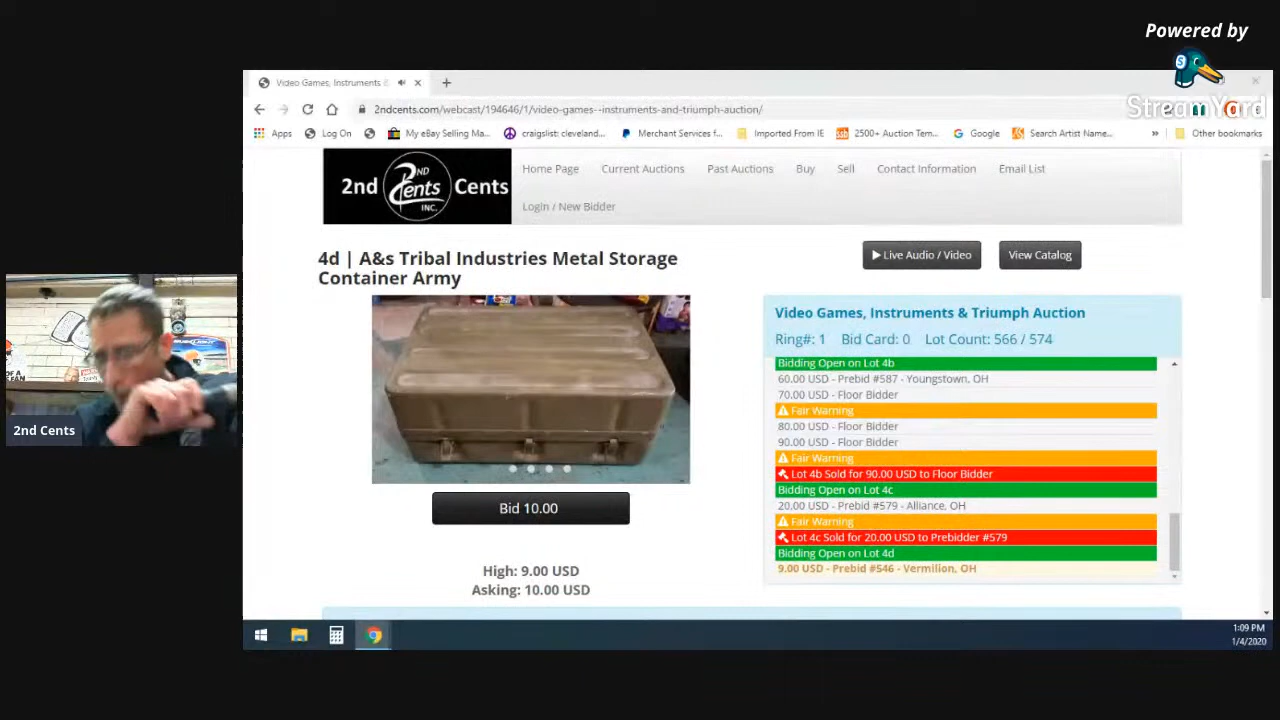 Powered by
StreamYard
Video Games, Instruments &
2ndcents.com/webcast/194646/1/video-games--instruments-and-triumph-auction/
Apps
Log On
My eBay Selling Ma...
craigslist: cleveland...
Merchant Services f...
Imported From IE
2500+ Auction Tem...
Google
Search Artist Name...
»
Other bookmarks
2nd
2ND
Cents
INC.
Cents
Home Page
Current Auctions
Past Auctions
Buy
Sell
Contact Information
Email List
Login / New Bidder
4d | A&s Tribal Industries Metal Storage
Container Army
Live Audio / Video
View Catalog
Bid 10.00
High: 9.00 USD
Asking: 10.00 USD
Video Games, Instruments & Triumph Auction
Ring#: 1 Bid Card: 0 Lot Count: 566 / 574
Bidding Open on Lot 4b
60.00 USD - Prebid #587 - Youngstown, OH
70.00 USD - Floor Bidder
Fair Warning
80.00 USD - Floor Bidder
90.00 USD - Floor Bidder
Fair Warning
Lot 4b Sold for 90.00 USD to Floor Bidder
Bidding Open on Lot 4c
20.00 USD - Prebid #579 - Alliance, OH
Fair Warning
Lot 4c Sold for 20.00 USD to Prebidder #579
Bidding Open on Lot 4d
9.00 USD - Prebid #546 - Vermilion, OH
2nd Cents
1:09 PM
1/4/2020